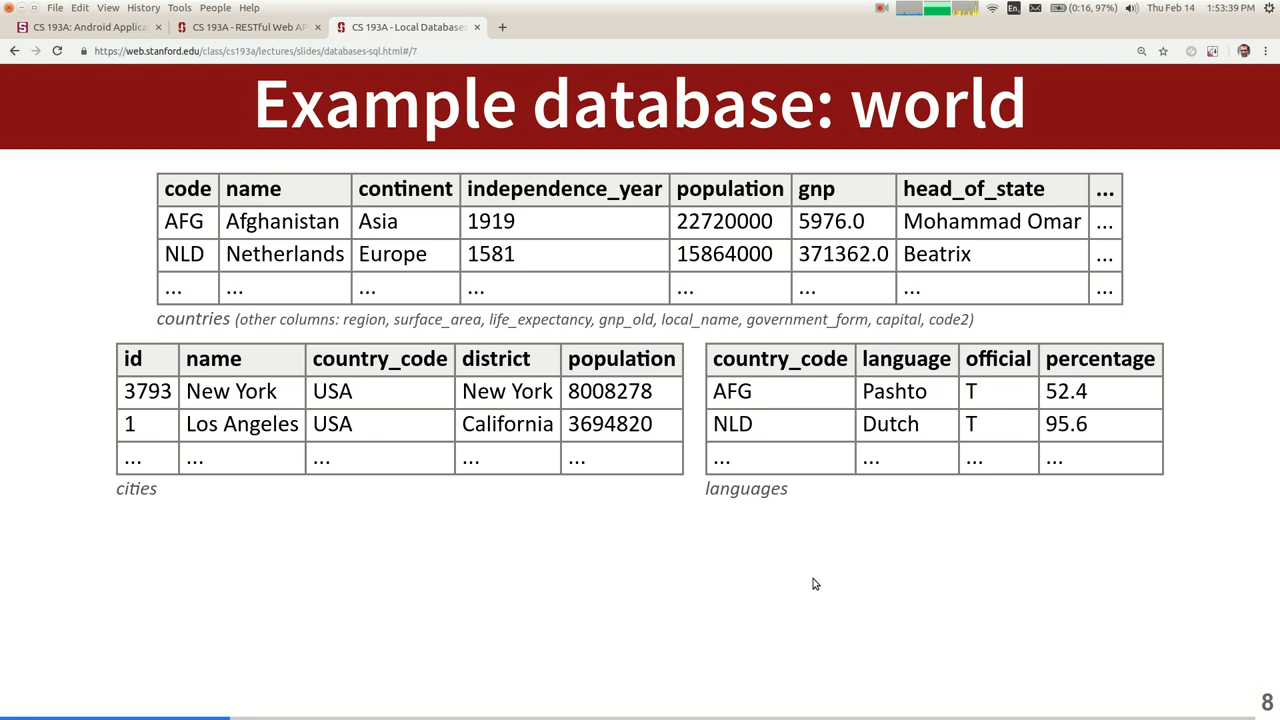 File Edit View History Tools People Help
En
(0:16, 97%)
Thu Feb 14
1:53:39 PM
CS 193A: Android Applica
CS 193A - RESTful Web AP
CS 193A - Local Databases
https://web.stanford.edu/class/cs193a/lectures/slides/databases-sql.html#/7
Example database: world
code name continent independence_year population gnp head_of_state ...
AFG Afghanistan Asia 1919 22720000 5976.0 Mohammad Omar ...
NLD Netherlands Europe 1581 15864000 371362.0 Beatrix ...
... ... ... ... ... ... ... ...
countries (other columns: region, surface_area, life_expectancy, gnp_old, local_name, government_form, capital, code2)
id name country_code district population
3793 New York USA New York 8008278
1 Los Angeles USA California 3694820
... ... ... ... ...
cities
country_code language official percentage
AFG Pashto T 52.4
NLD Dutch T 95.6
... ... ... ...
languages
8